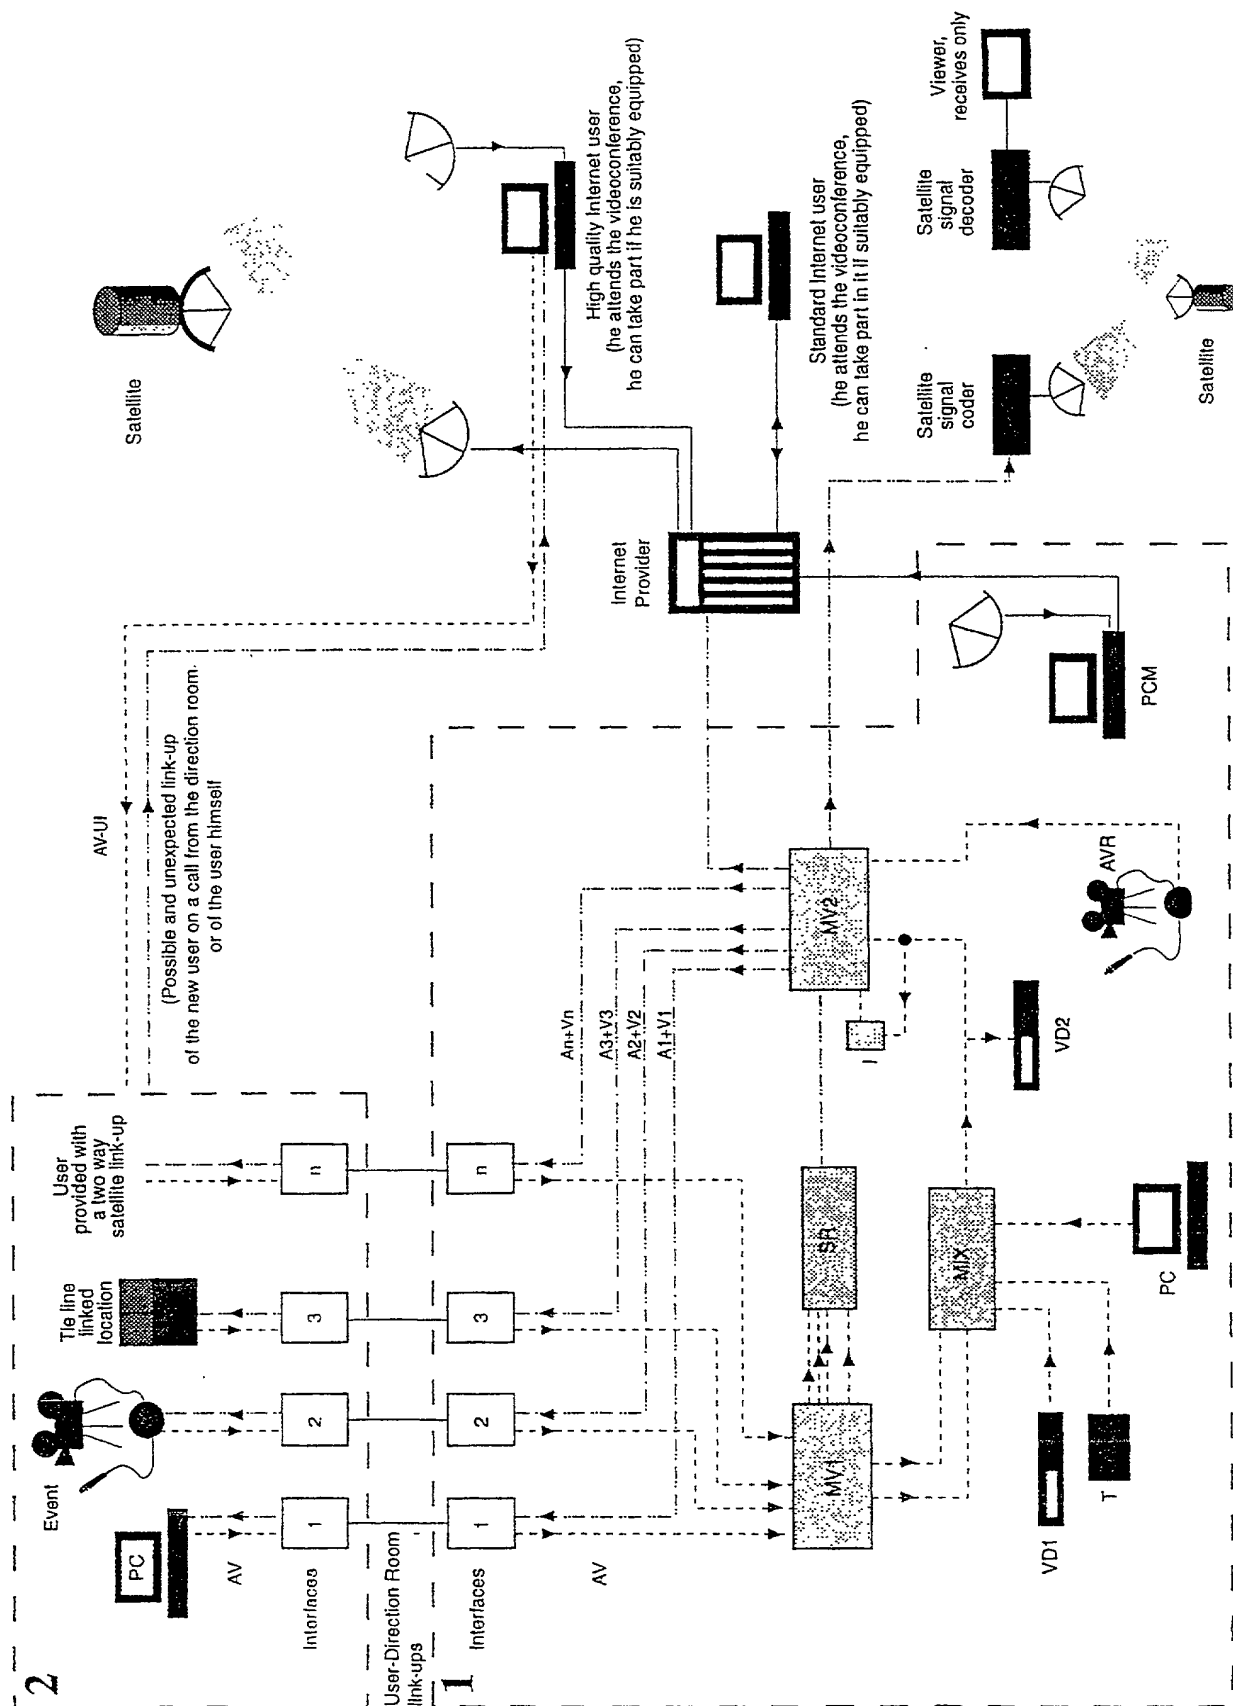 2
PC
Event
Tie line
linked
location
User
provided with
a two way
satellite link-up
AV
1
2
3
n
Interfaces
AV-UI
(Possible and unexpected link-up
of the new user on a call from the direction room
or of the user himself
User-Direction Room
link-ups
1
1
2
3
n
Interfaces
AV
An+Vn
A3+V3
A2+V2
A1+V1
MV1
SR
MV2
I
MIX
VD1
T
PC
VD2
AVR
PCM
Internet
Provider
Satellite
High quality Internet user
(he attends the videoconference,
he can take part if he is suitably equipped)
Standard Internet user
(he attends the videoconference,
he can take part in it if suitably equipped)
Satellite
signal
coder
Satellite
signal
decoder
Viewer,
receives only
Satellite